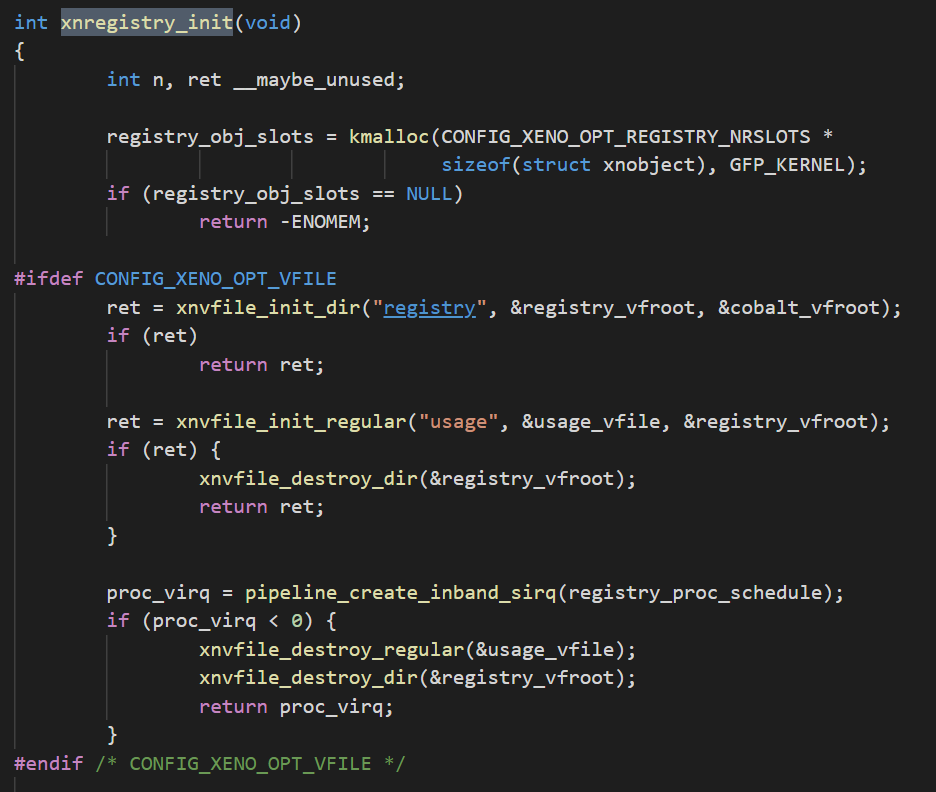 int xnregistry_init(void)
{
int n, ret __maybe_unused;
registry_obj_slots = kmalloc(CONFIG_XENO_OPT_REGISTRY_NRSLOTS *
sizeof(struct xnobject), GFP_KERNEL);
if (registry_obj_slots == NULL)
return -ENOMEM;
#ifdef CONFIG_XENO_OPT_VFILE
ret = xnvfile_init_dir("registry", &registry_vfroot, &cobalt_vfroot);
if (ret)
return ret;
ret = xnvfile_init_regular("usage", &usage_vfile, &registry_vfroot);
if (ret) {
xnvfile_destroy_dir(&registry_vfroot);
return ret;
}
proc_virq = pipeline_create_inband_sirq(registry_proc_schedule);
if (proc_virq < 0) {
xnvfile_destroy_regular(&usage_vfile);
xnvfile_destroy_dir(&registry_vfroot);
return proc_virq;
}
#endif /* CONFIG_XENO_OPT_VFILE */